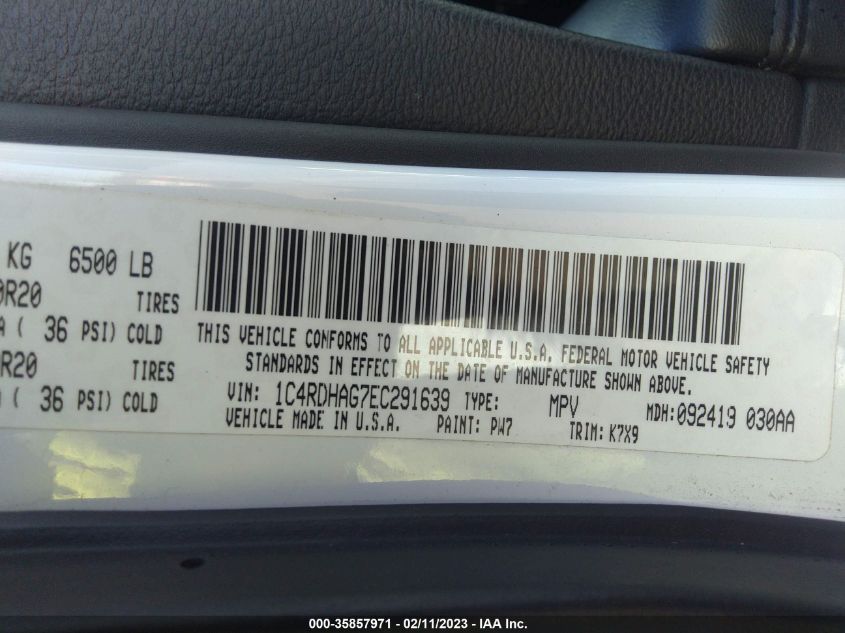 KG 6500 LB
0R20 TIRES
A ( 36 PSI) COLD
R20 TIRES
( 36 PSI) COLD
THIS VEHICLE CONFORMS TO ALL APPLICABLE U.S.A. FEDERAL MOTOR VEHICLE SAFETY
STANDARDS IN EFFECT ON THE DATE OF MANUFACTURE SHOWN ABOVE.
VIN: 1C4RDHAG7EC291639 TYPE: MPV MDH:092419 030AA
VEHICLE MADE IN U.S.A. PAINT: PW7 TRIM: K7X9
000-35857971 - 02/11/2023 - IAA Inc.